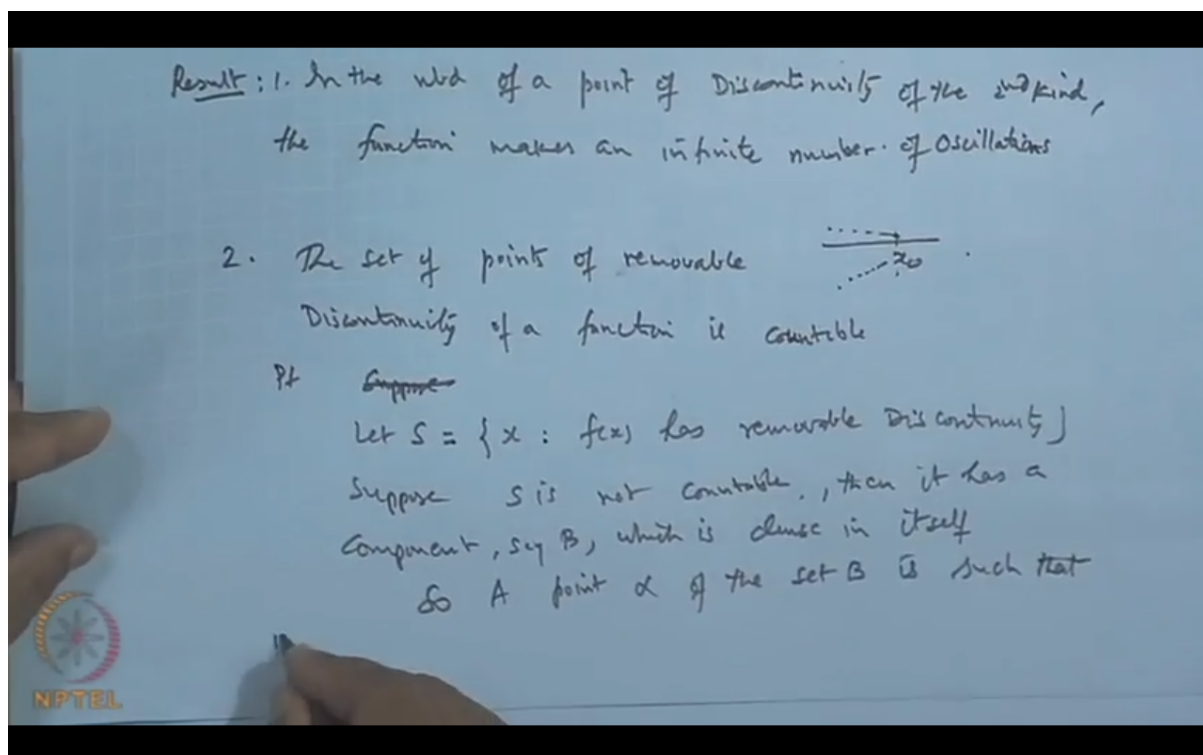 Result : 1. In the nbd of a point of Discontinuity of the 2nd kind,
the function makes an infinite number of Oscillations
2. The set of points of removable
x0
Discontinuity of a function is countable
Pf Suppose
Let S = { x : f(x) has removable Discontinuity }
Suppose S is not countable, then it has a
Component, say B, which is dense in itself
So A point α of the set B is such that
NPTEL